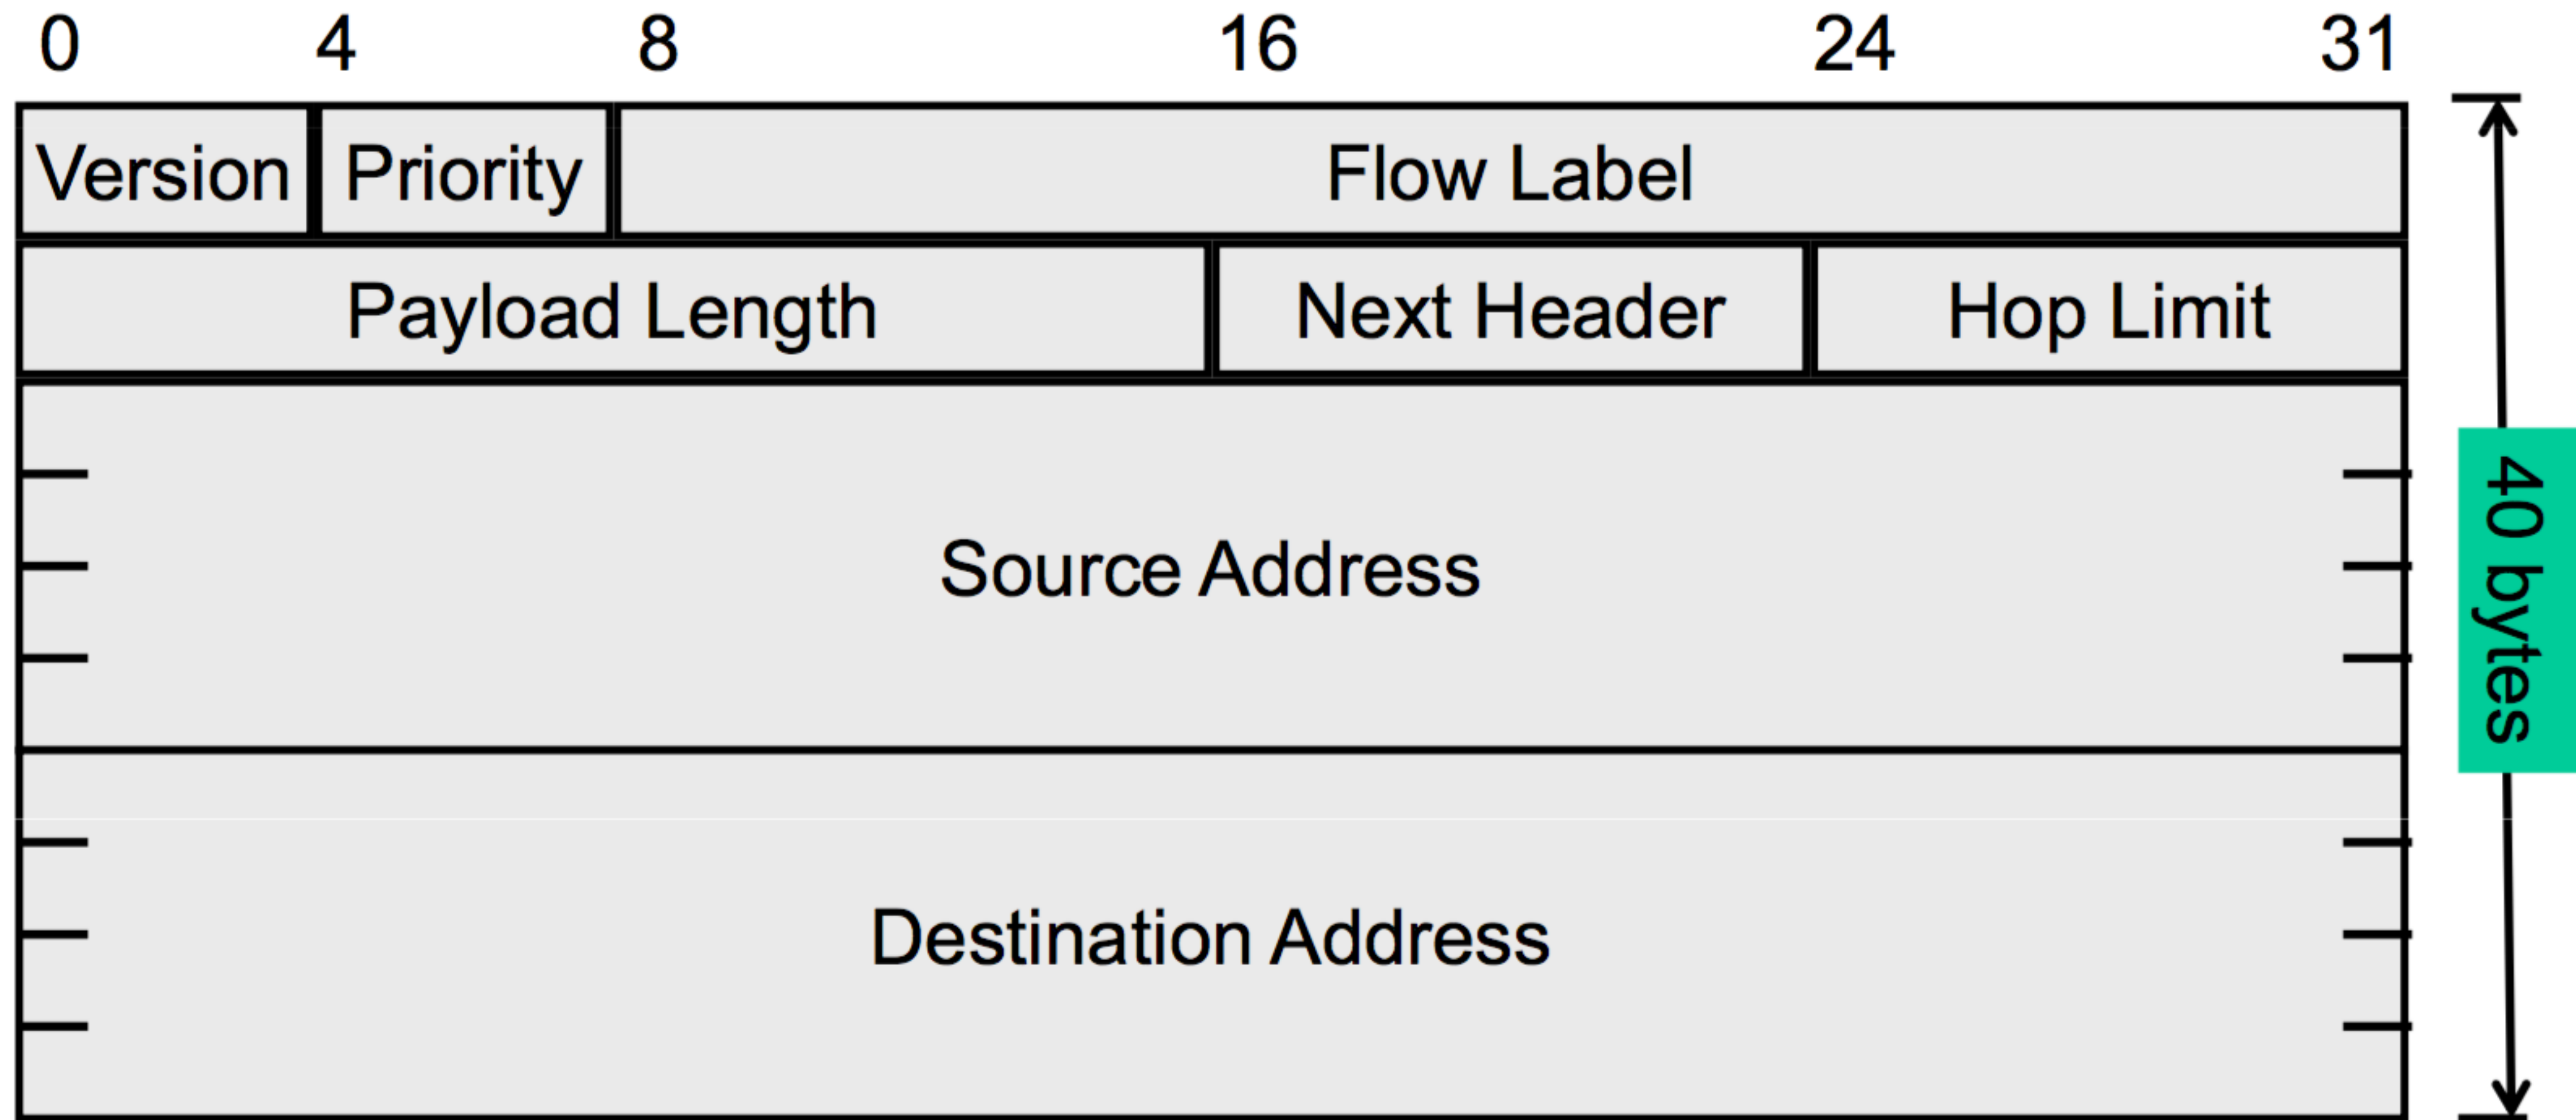 0 4 8 16 24 31
Version Priority Flow Label
Payload Length Next Header Hop Limit
Source Address
Destination Address
40 bytes